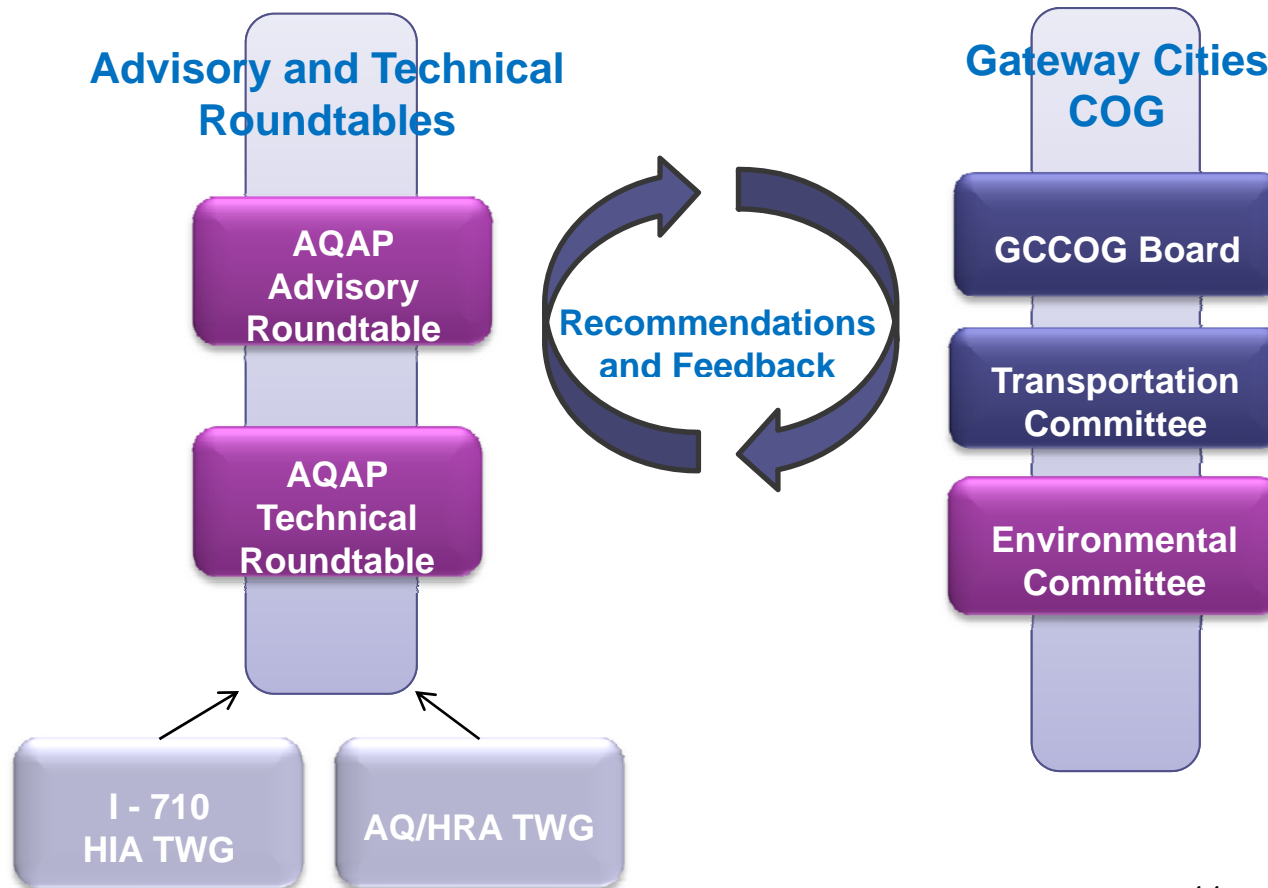 Advisory and Technical
Roundtables
AQAP
Advisory
Roundtable
AQAP
Technical
Roundtable
I - 710
HIA TWG
AQ/HRA TWG
Recommendations
and Feedback
Gateway Cities
COG
GCCOG Board
Transportation
Committee
Environmental
Committee